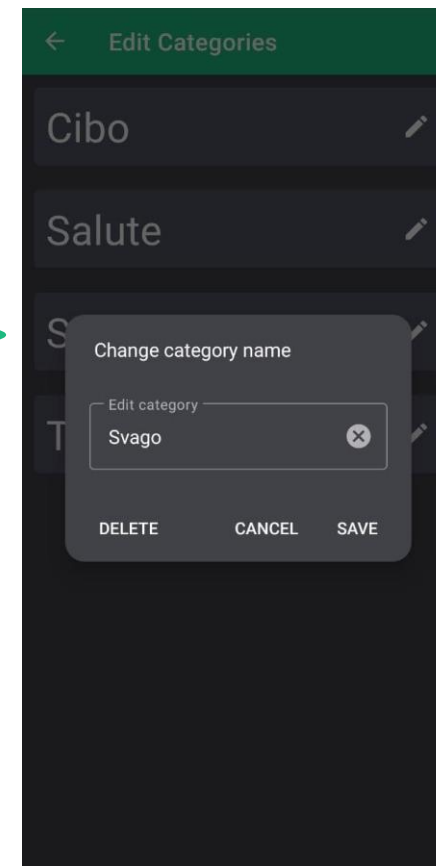 Edit Categories
Cibo
Salute
S
Change category name
Edit category
Svago
T
DELETE CANCEL SAVE